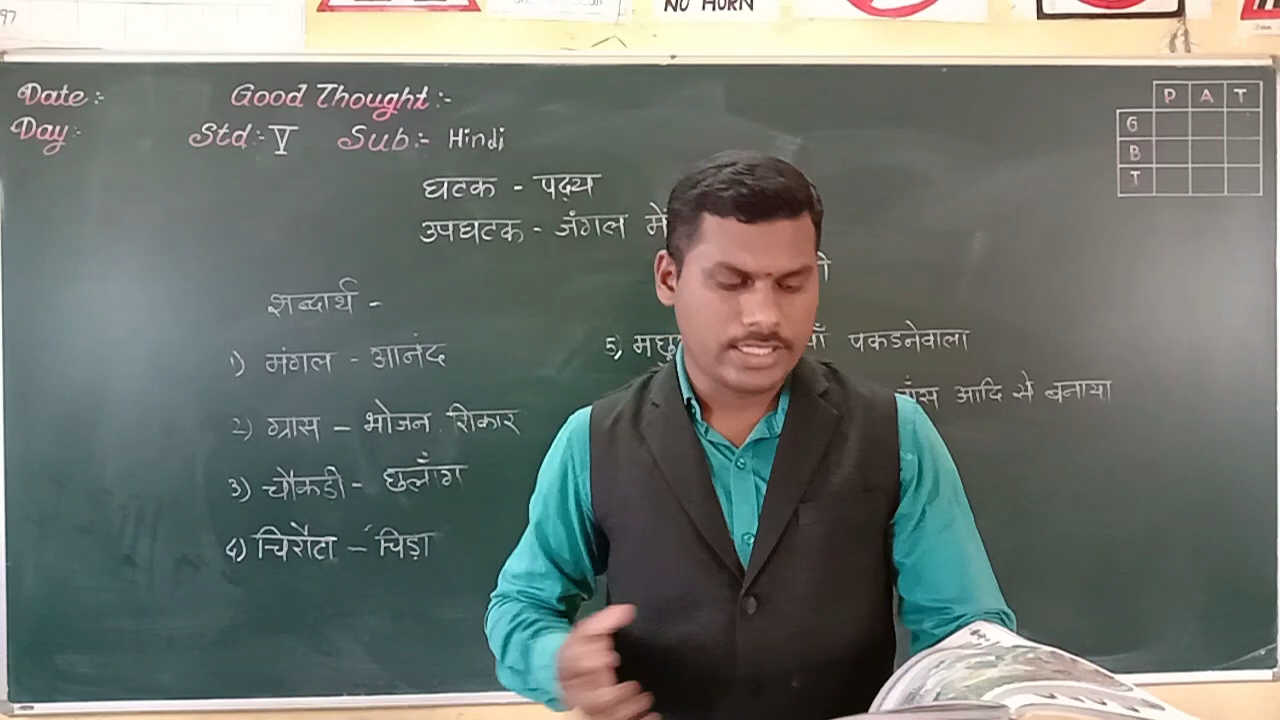 97
NO HORN
Date:-
Good Thought:-
Day:-
Std:- V Sub:- Hindi
P A T
G
B
T
घटक - पद्य
उपघटक - जंगल में
शब्दार्थ -
1) मंगल - आनंद
2) ग्रास - भोजन, शिकार
3) चौकडी - छलाँग
4) चिरौटा - चिड़ा
5) पकडनेवाला
आदि से बनाया